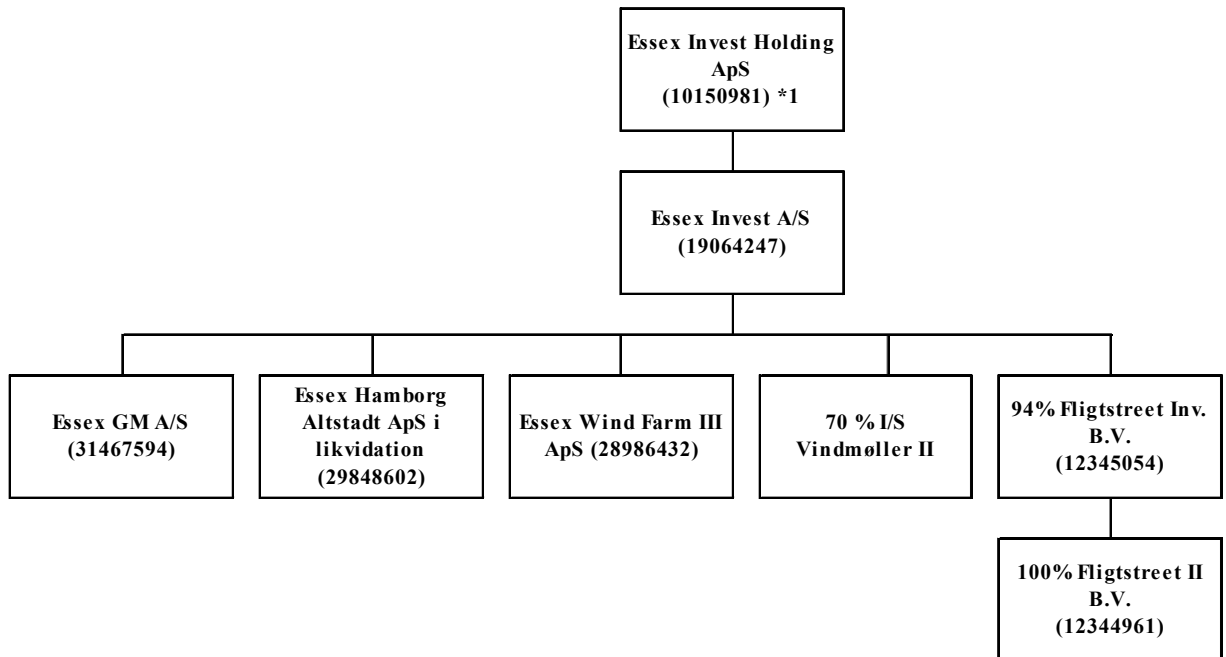 Essex Invest Holding
ApS
(10150981) *1
Essex Invest A/S
(19064247)
Essex GM A/S
(31467594)
Essex Hamborg
Altstadt ApS i
likvidation
(29848602)
Essex Wind Farm III
ApS (28986432)
70 % I/S
Vindmøller II
94% Fligtstreet Inv.
B.V.
(12345054)
100% Fligtstreet II
B.V.
(12344961)